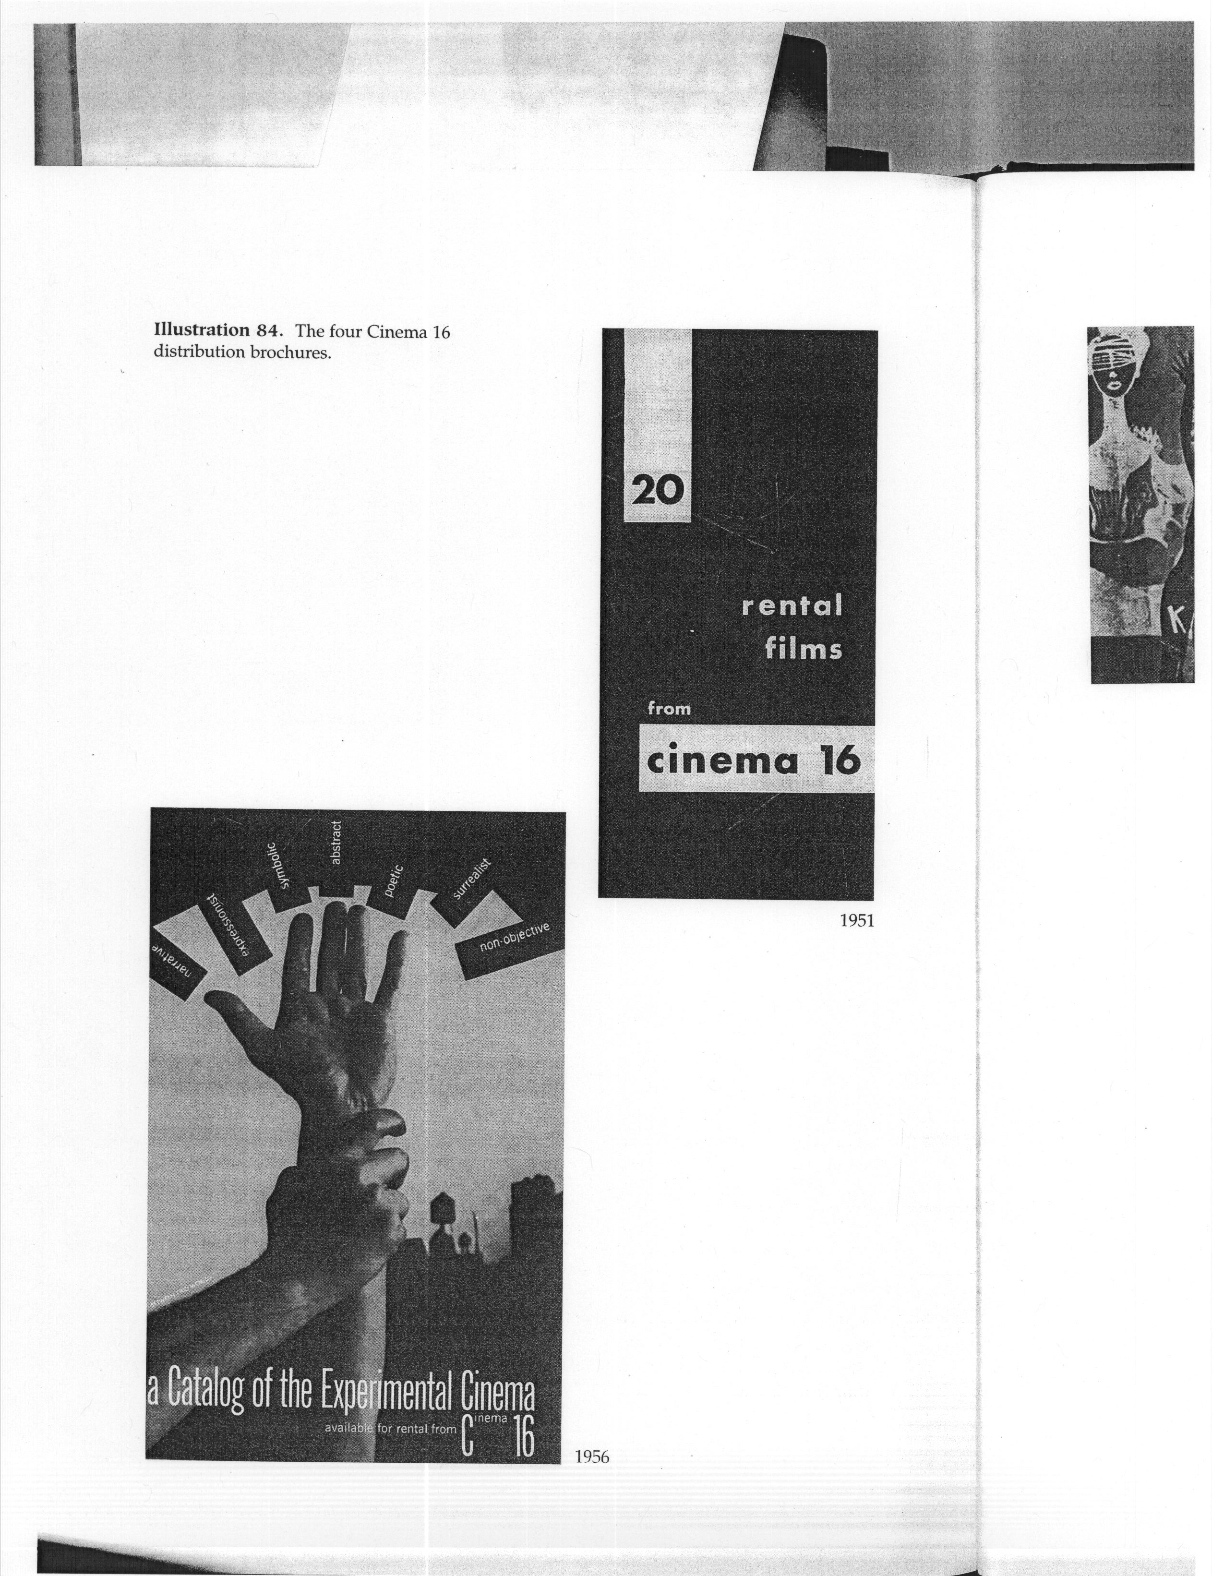 Illustration 84. The four Cinema 16
distribution brochures.
20
rental
films
from
cinema 16
1951
narrative
expressionist
symbolic
abstract
poetic
surrealist
non-objective
a Catalog of the Experimental Cinema
available for rental from Cinema 16
1956
K